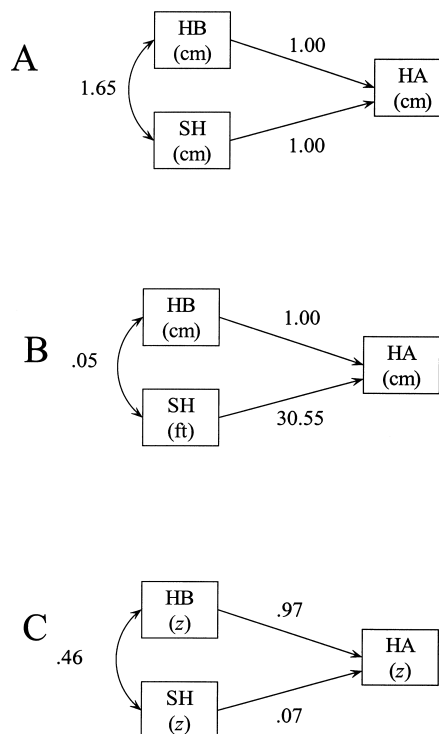 A
HB
(cm)
1.00
1.65
HA
(cm)
SH
(cm)
1.00
B
HB
(cm)
1.00
.05
HA
(cm)
SH
(ft)
30.55
C
HB
(z)
.97
.46
HA
(z)
SH
(z)
.07